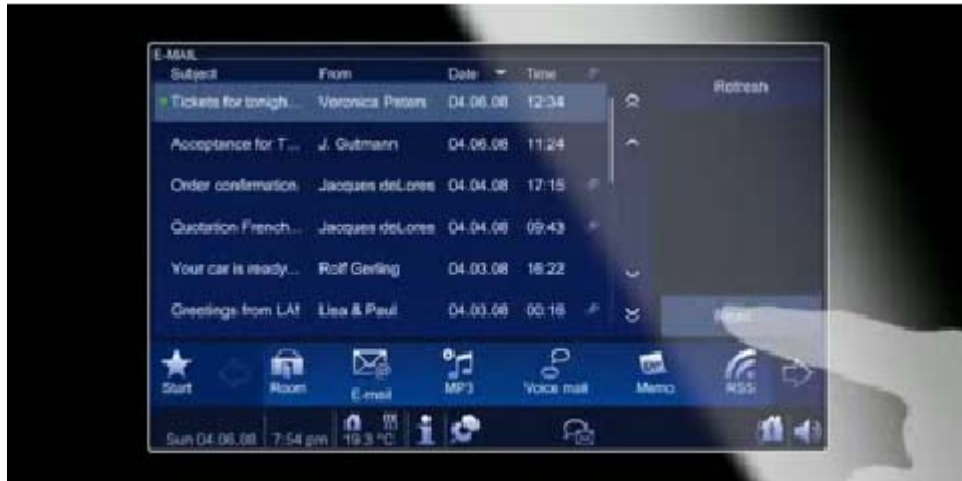 E-MAIL
Subject From Date Time
Tickets for tonigh... Veronica Peters 04.06.08 12:34
Refresh
Acceptance for T... J. Gutmann 04.06.08 11:24
Order confirmation Jacques deLores 04.04.08 17:15
Quotation French... Jacques deLores 04.04.08 09:43
Your car is ready... Rolf Gerling 04.03.08 16:22
Greetings from LA! Lisa & Paul 04.03.08 00:16
Read
Start Room E-mail MP3 Voice mail Memo RSS
Sun 04.06.08 7:54 pm 19.3 °C